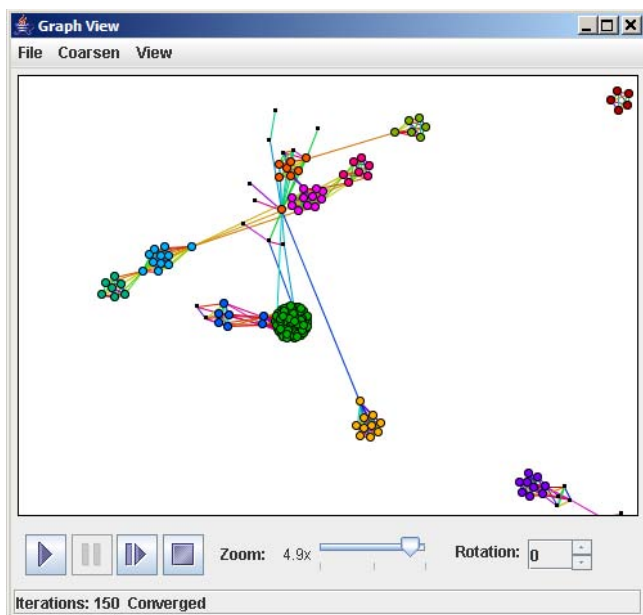 Graph View
File Coarsen View
Zoom: 4.9x Rotation: 0
Iterations: 150 Converged